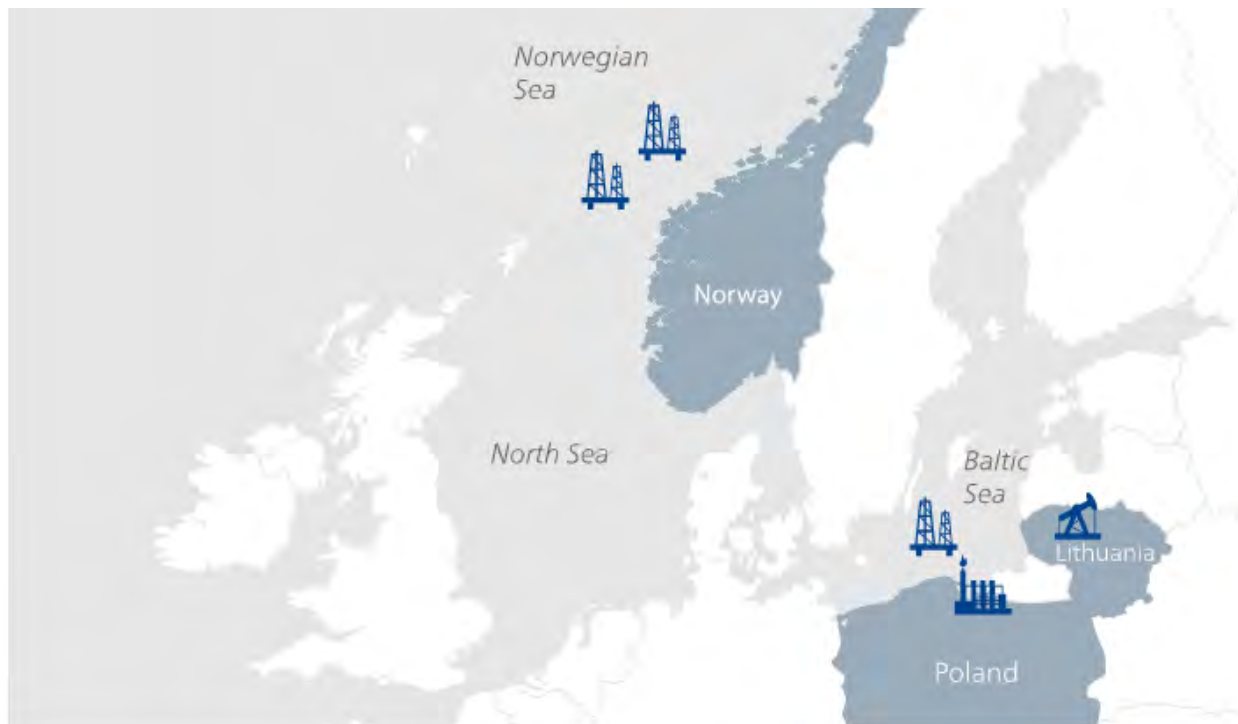 Norwegian
Sea
Norway
North Sea
Baltic
Sea
Lithuania
Poland